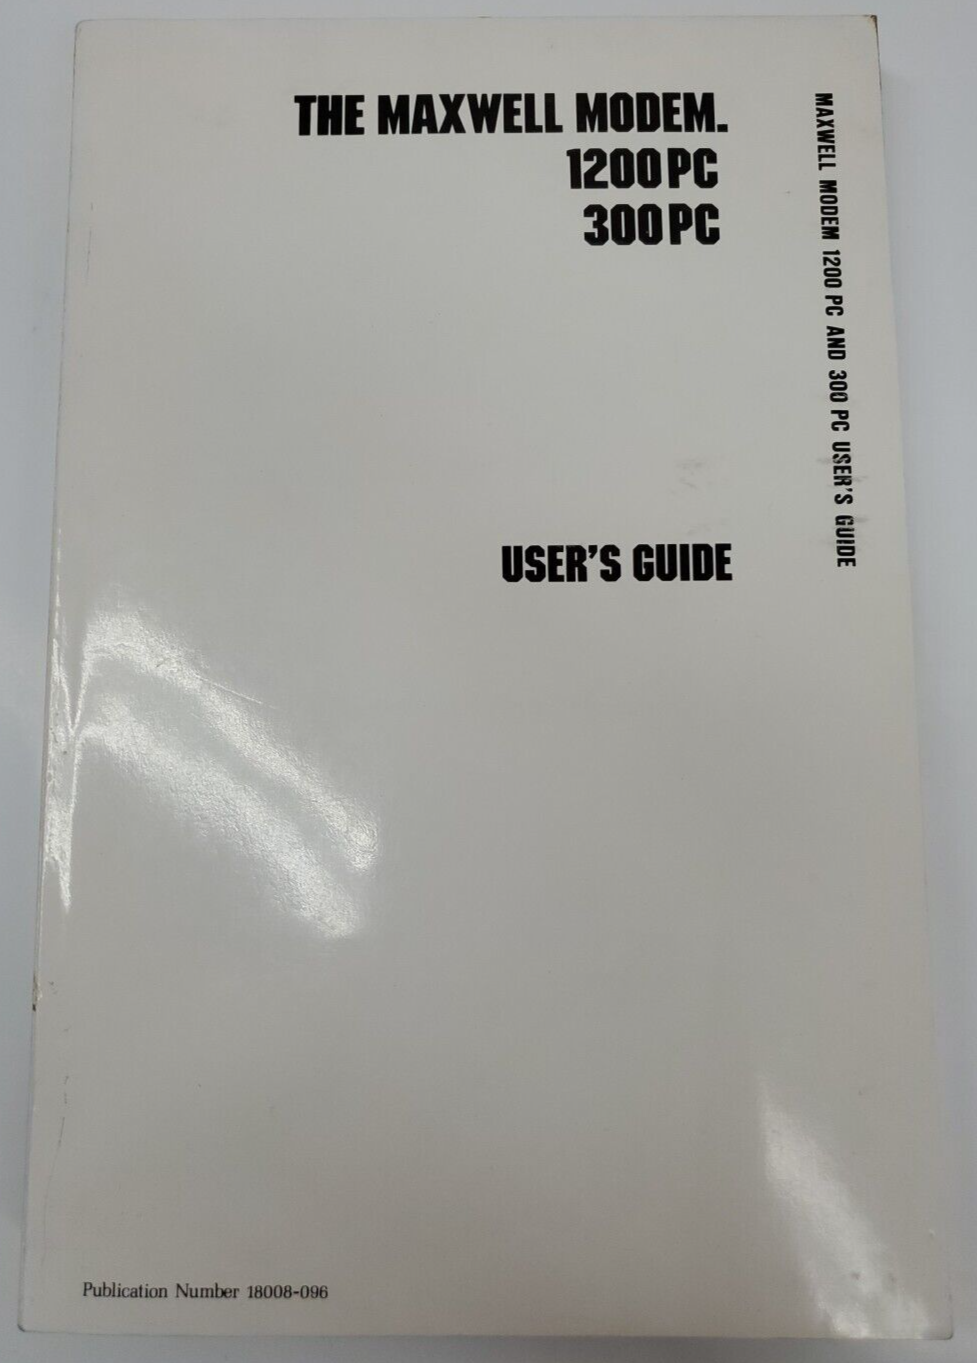 THE MAXWELL MODEM.
1200 PC
300 PC
MAXWELL MODEM 1200 PC AND 300 PC USER'S GUIDE
USER'S GUIDE
Publication Number 18008-096